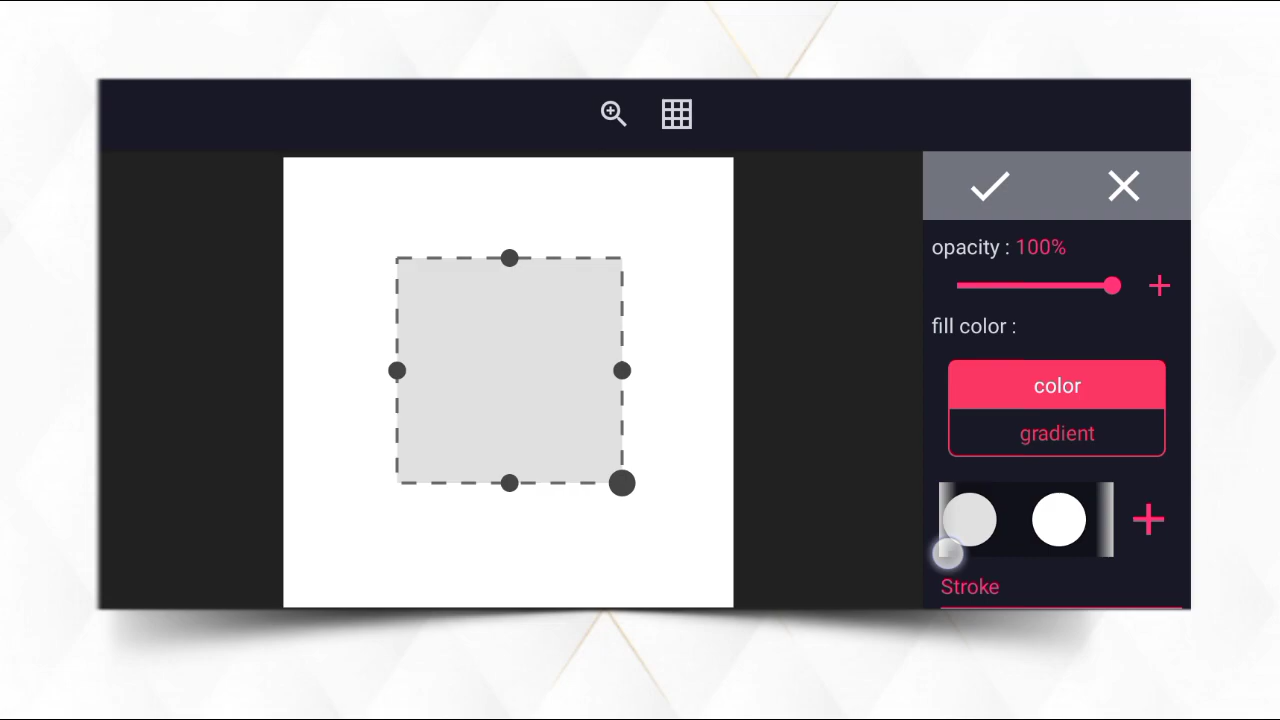 opacity : 100%
fill color :
color
gradient
Stroke